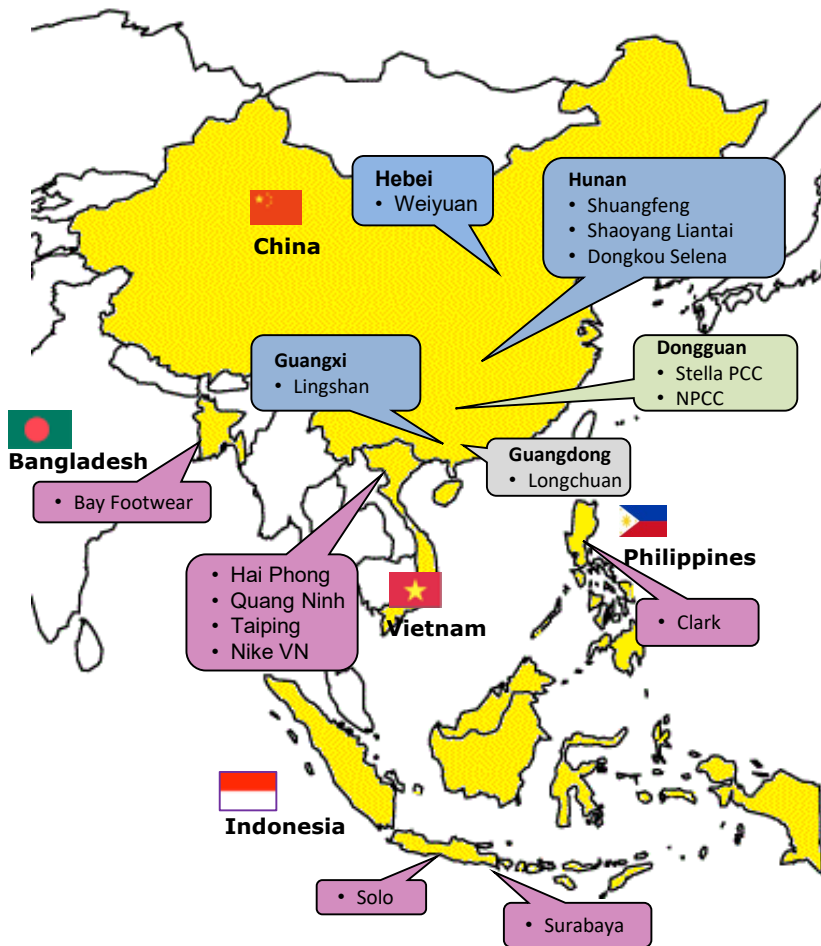 Hebei
• Weiyuan
Hunan
• Shuangfeng
• Shaoyang Liantai
• Dongkou Selena
China
Guangxi
• Lingshan
Dongguan
• Stella PCC
• NPCC
Bangladesh
• Bay Footwear
Guangdong
• Longchuan
Philippines
• Clark
• Hai Phong
• Quang Ninh
• Taiping
• Nike VN
Vietnam
Indonesia
• Solo
• Surabaya